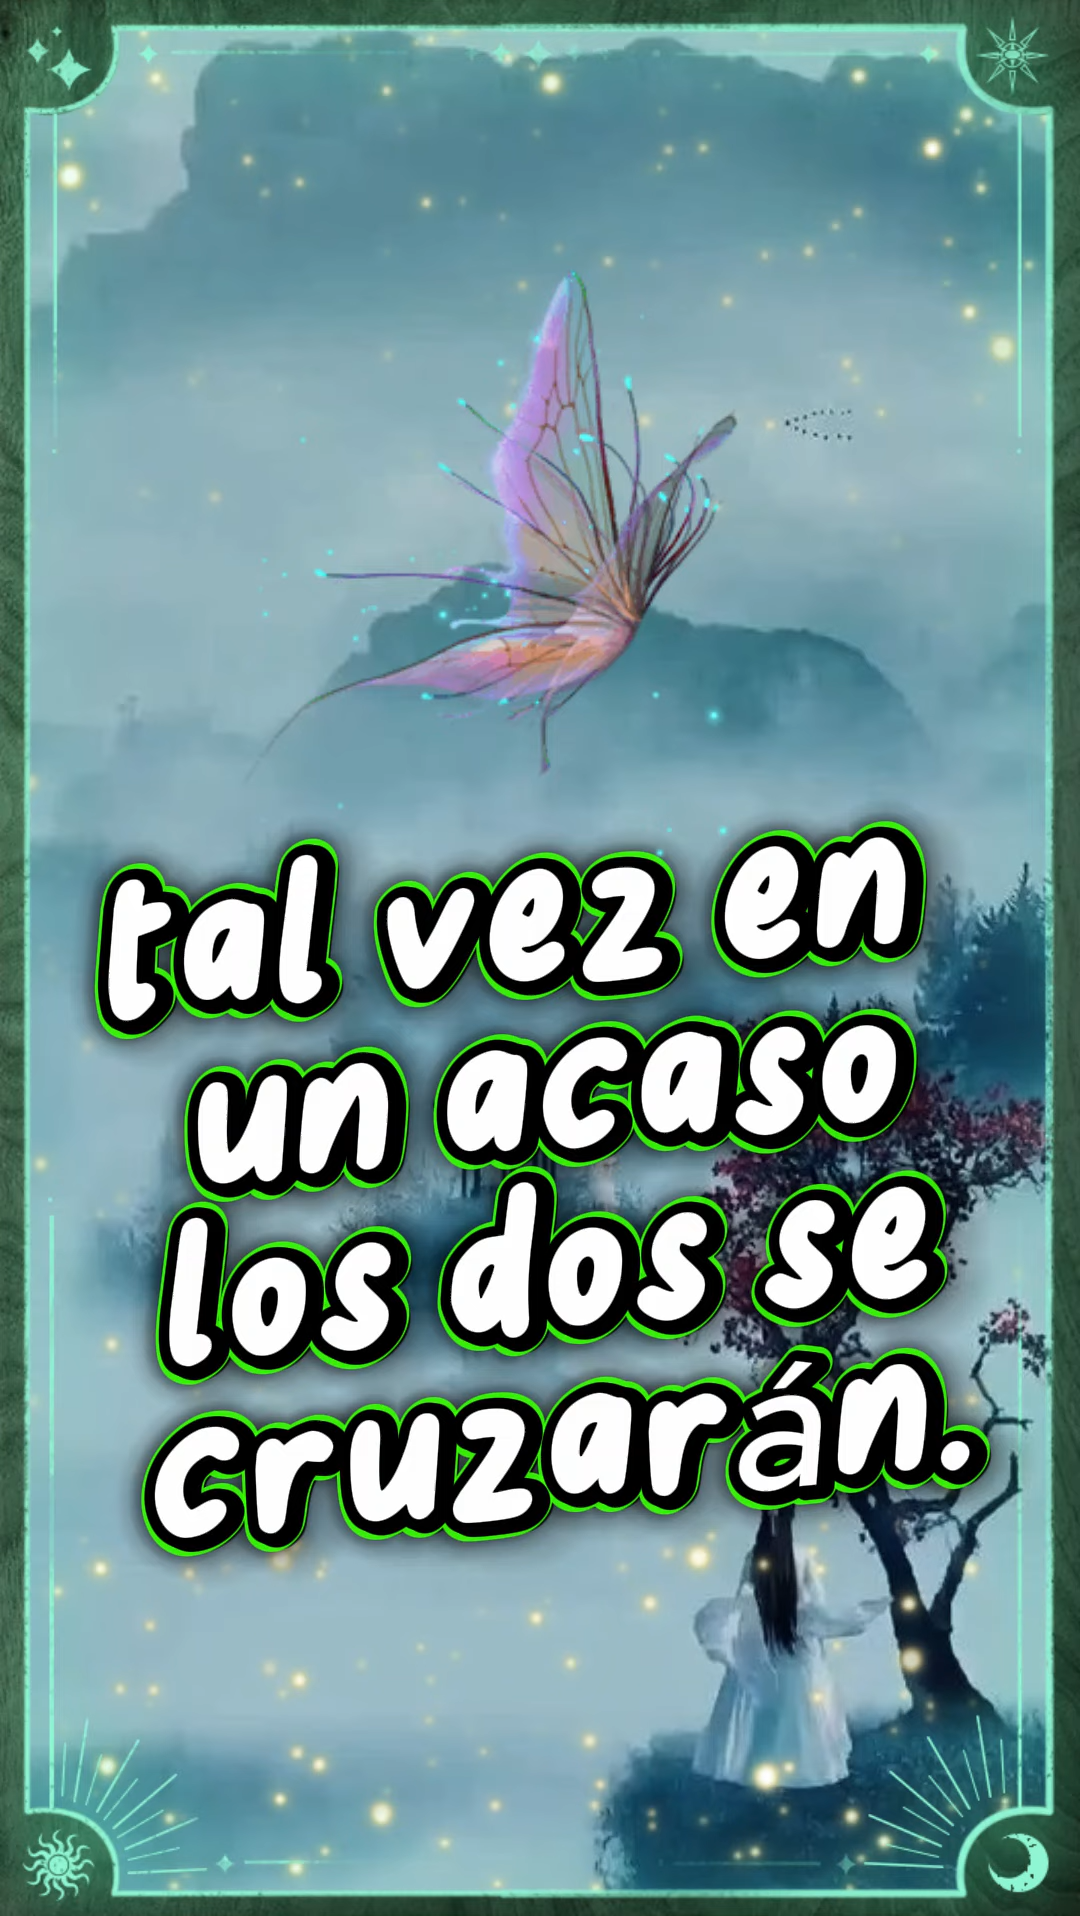 tal vez en
un acaso
los dos se
cruzarán.